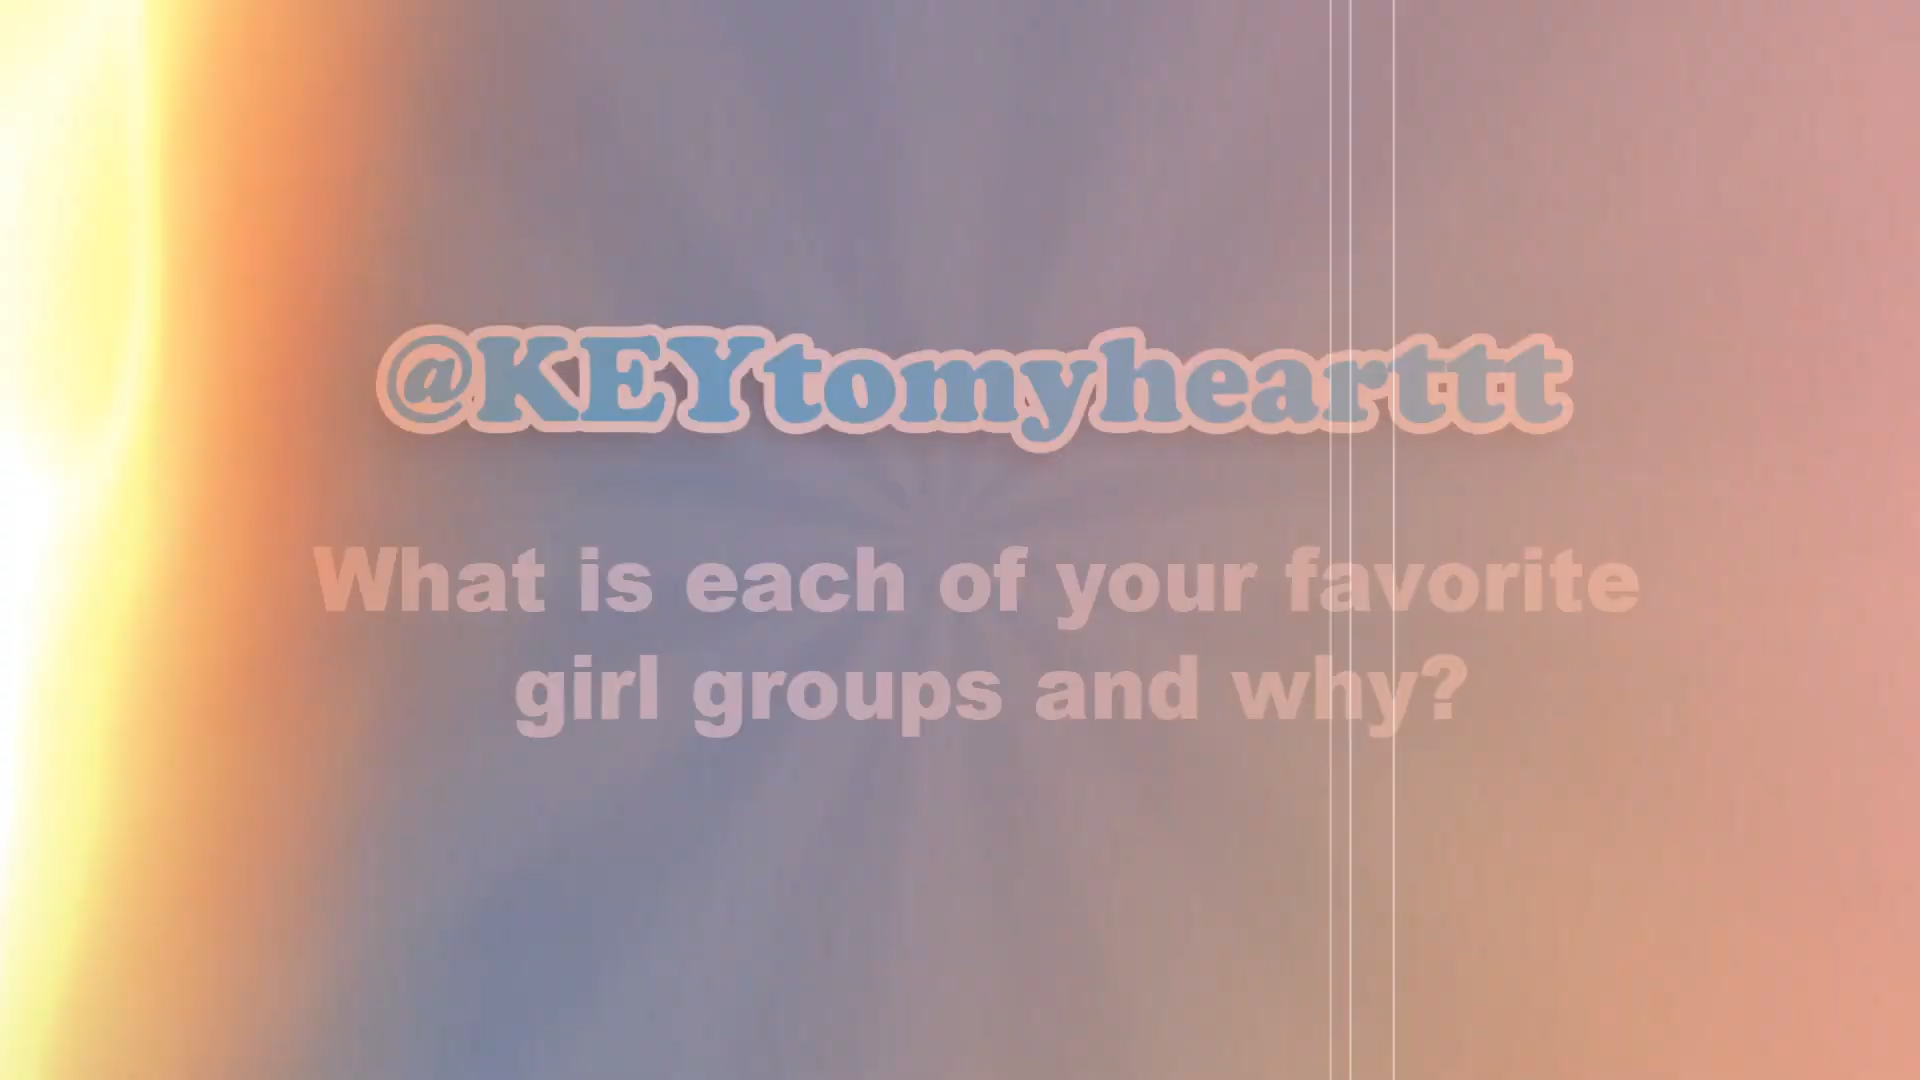 @KEYtomyhearttt
What is each of your favorite
girl groups and why?